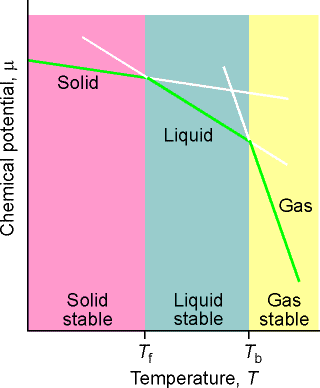 Chemical potential, μ
Solid
Liquid
Gas
Solid
stable
Liquid
stable
Gas
stable
Tf
Tb
Temperature, T